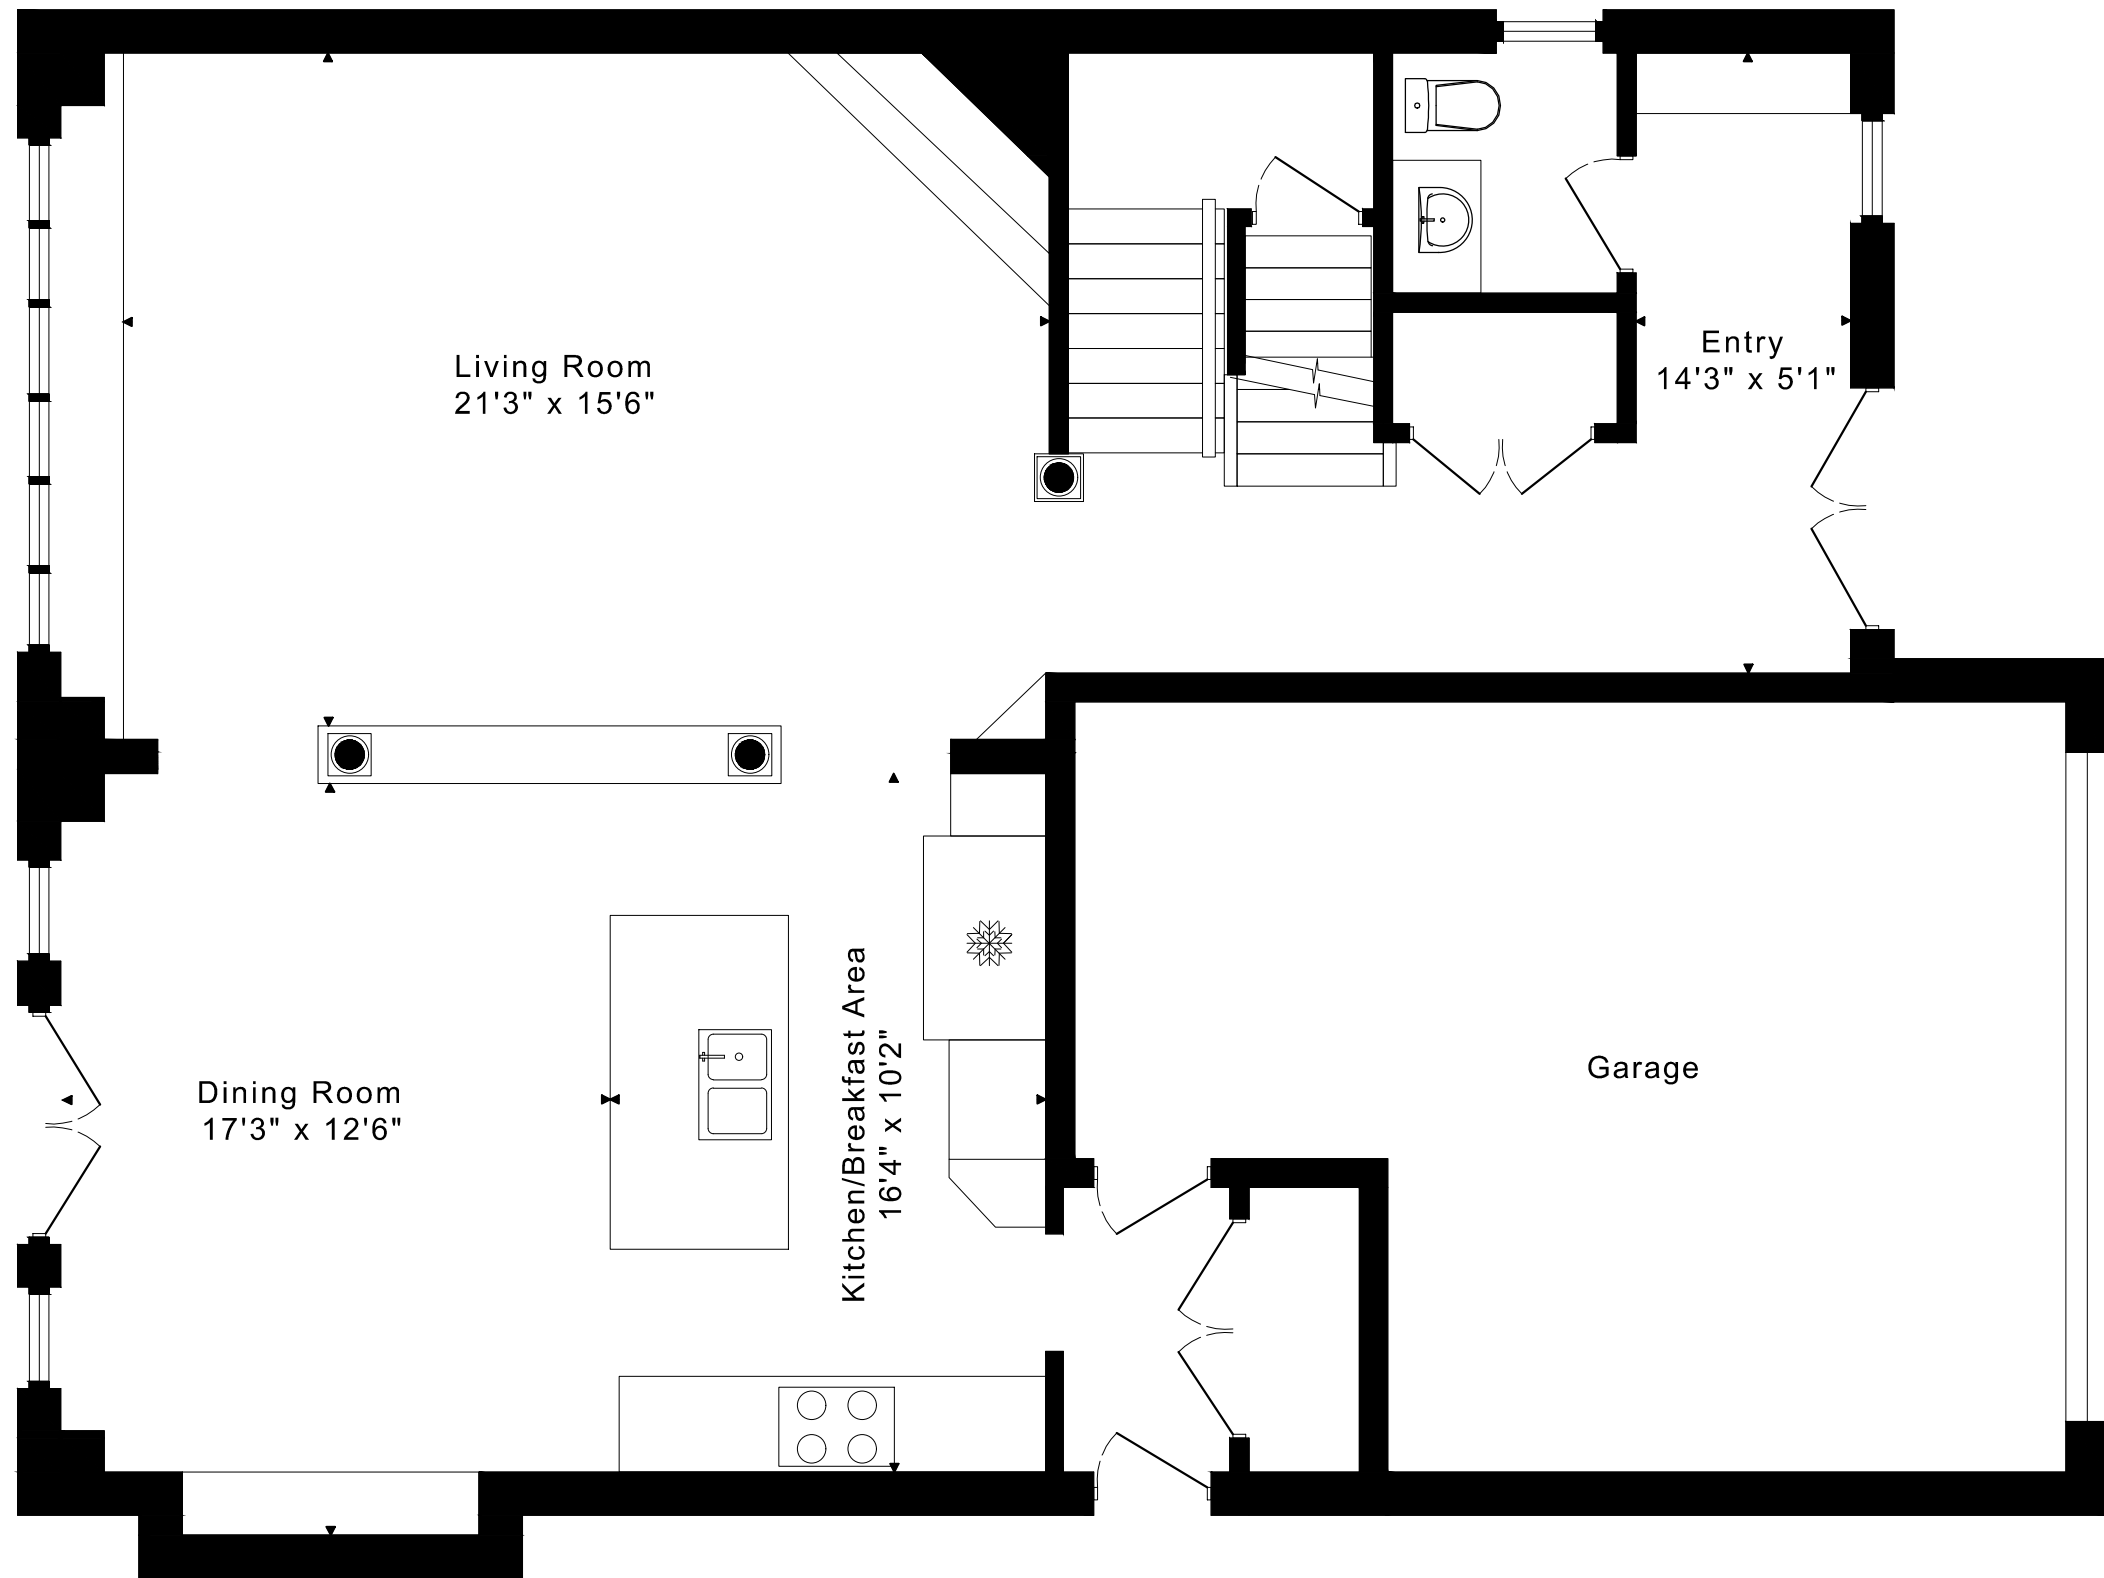 Living Room
21'3" x 15'6"
Entry
14'3" x 5'1"
Dining Room
17'3" x 12'6"
Kitchen/Breakfast Area
16'4" x 10'2"
Garage